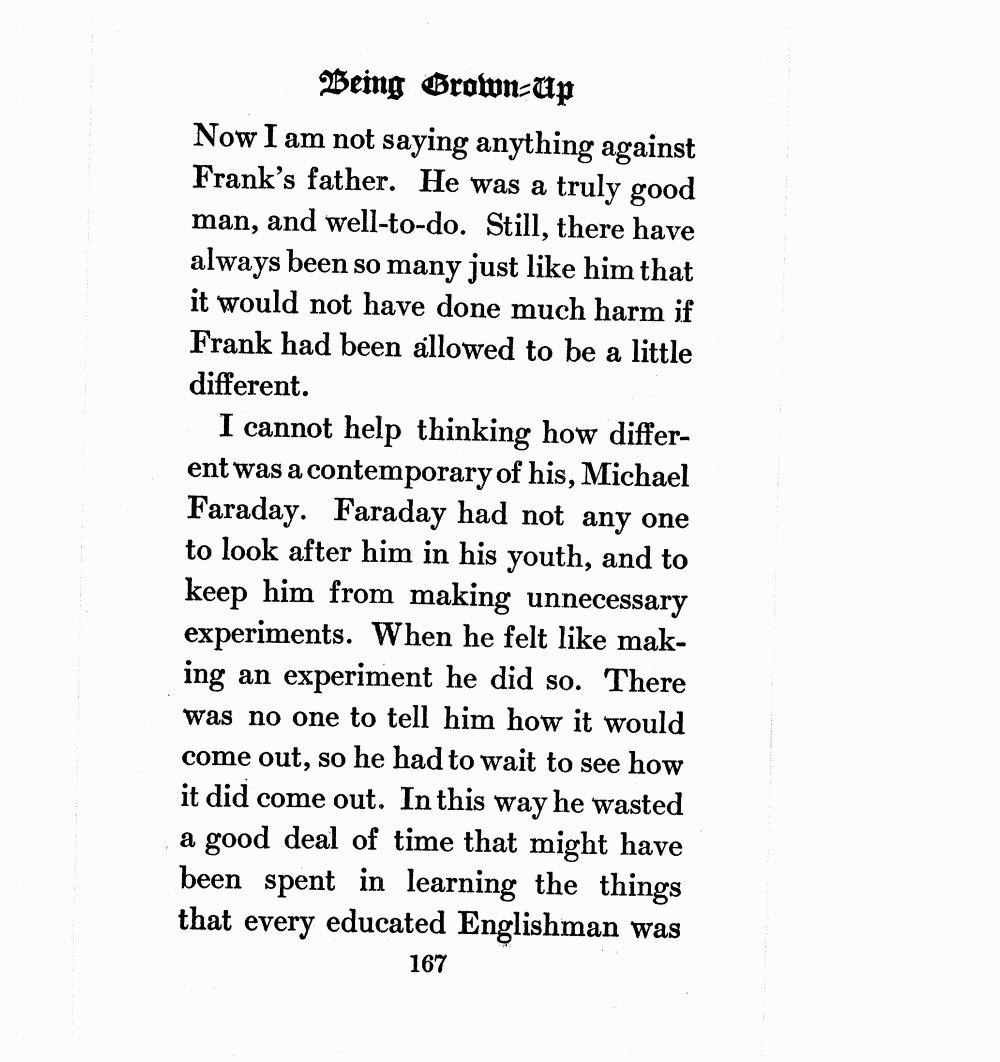 Being Grown-Up
Now I am not saying anything against
Frank's father. He was a truly good
man, and well-to-do. Still, there have
always been so many just like him that
it would not have done much harm if
Frank had been allowed to be a little
different.
I cannot help thinking how differ-
ent was a contemporary of his, Michael
Faraday. Faraday had not any one
to look after him in his youth, and to
keep him from making unnecessary
experiments. When he felt like mak-
ing an experiment he did so. There
was no one to tell him how it would
come out, so he had to wait to see how
it did come out. In this way he wasted
a good deal of time that might have
been spent in learning the things
that every educated Englishman was
167